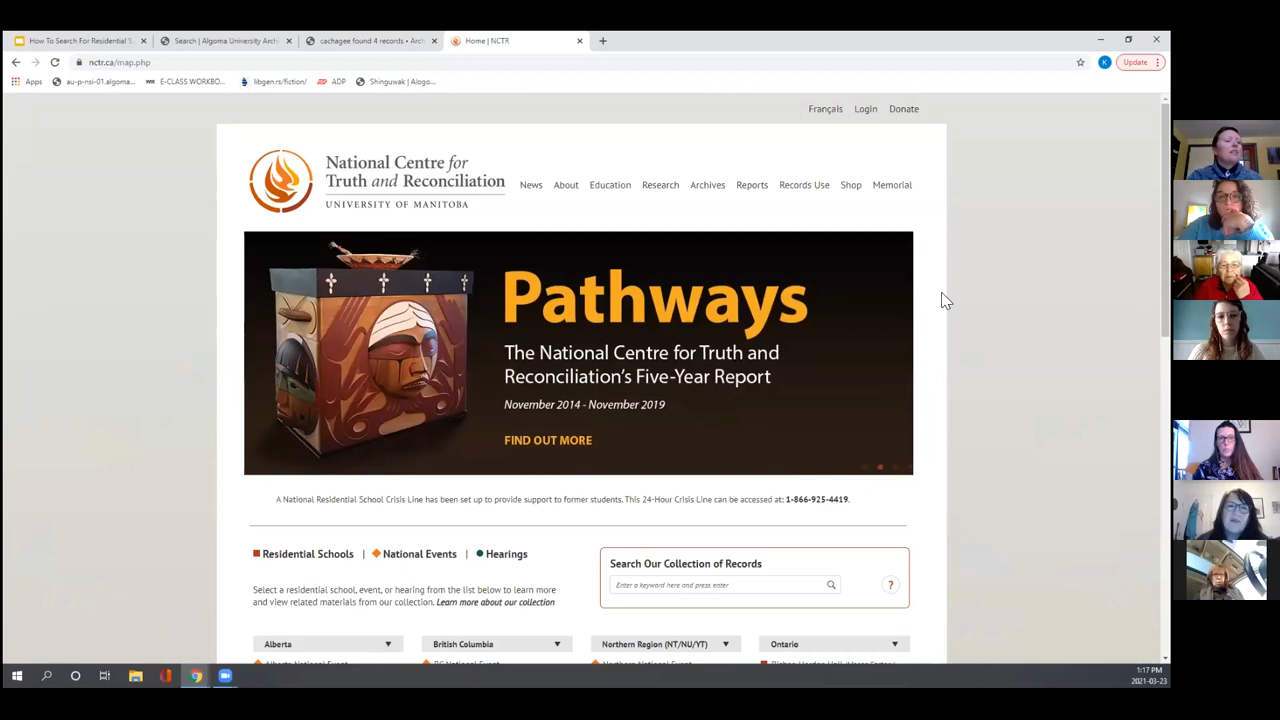 How To Search For Residential S
Search | Algoma University Arch
cachagee found 4 records • Arch
Home | NCTR
nctr.ca/map.php
K
Update
Apps
au-p-nsi-01.algoma...
WX E-CLASS WORKBO...
libgen.rs/fiction/
ADP
Shinguwak | Alogo...
Français Login Donate
National Centre for
Truth and Reconciliation
UNIVERSITY OF MANITOBA
News About Education Research Archives Reports Records Use Shop Memorial
Pathways
The National Centre for Truth and
Reconciliation's Five-Year Report
November 2014 - November 2019
FIND OUT MORE
A National Residential School Crisis Line has been set up to provide support to former students. This 24-Hour Crisis Line can be accessed at: 1-866-925-4419.
Residential Schools | National Events | Hearings
Search Our Collection of Records
Enter a keyword here and press enter
?
Select a residential school, event, or hearing from the list below to learn more
and view related materials from our collection. Learn more about our collection
Alberta British Columbia Northern Region (NT/NU/YT) Ontario
1:17 PM
2021-03-23